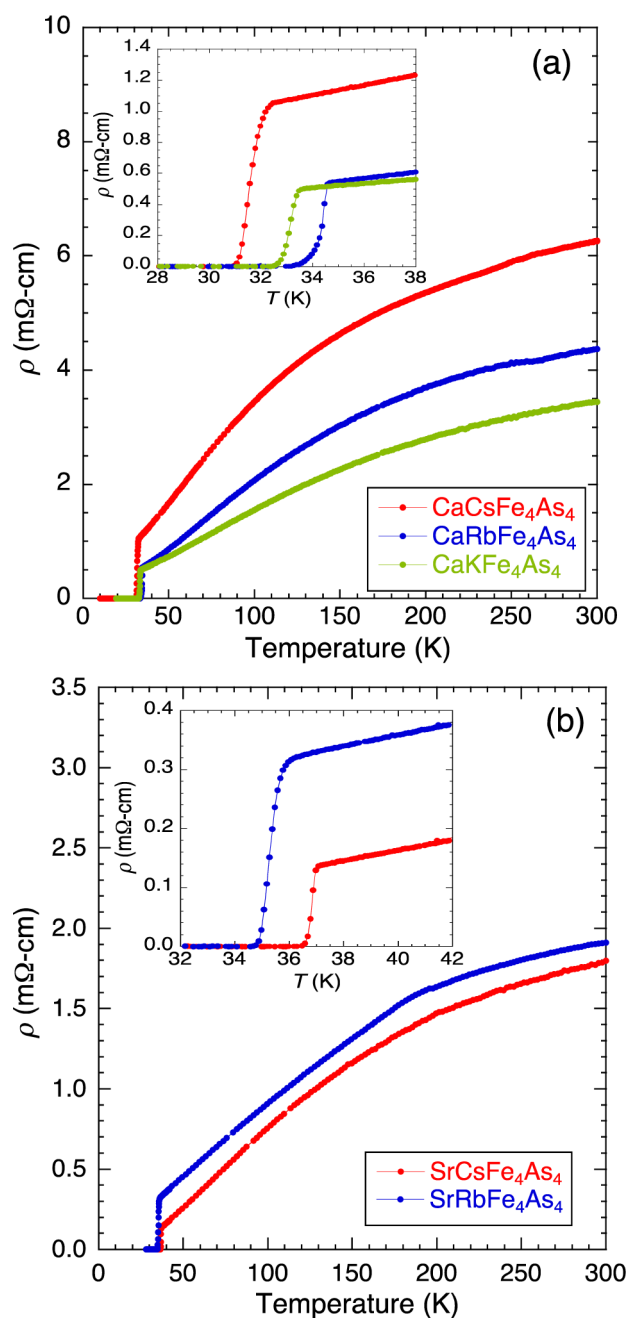 (a)
10
8
6
4
2
0
ρ (mΩ-cm)
1.4
1.2
1.0
0.8
0.6
0.4
0.2
0.0
ρ (mΩ-cm)
28 30 32 34 36 38
T (K)
CaCsFe₄As₄
CaRbFe₄As₄
CaKFe₄As₄
0 50 100 150 200 250 300
Temperature (K)
(b)
3.5
3.0
2.5
2.0
1.5
1.0
0.5
0.0
ρ (mΩ-cm)
0.4
0.3
0.2
0.1
0.0
ρ (mΩ-cm)
32 34 36 38 40 42
T (K)
SrCsFe₄As₄
SrRbFe₄As₄
0 50 100 150 200 250 300
Temperature (K)